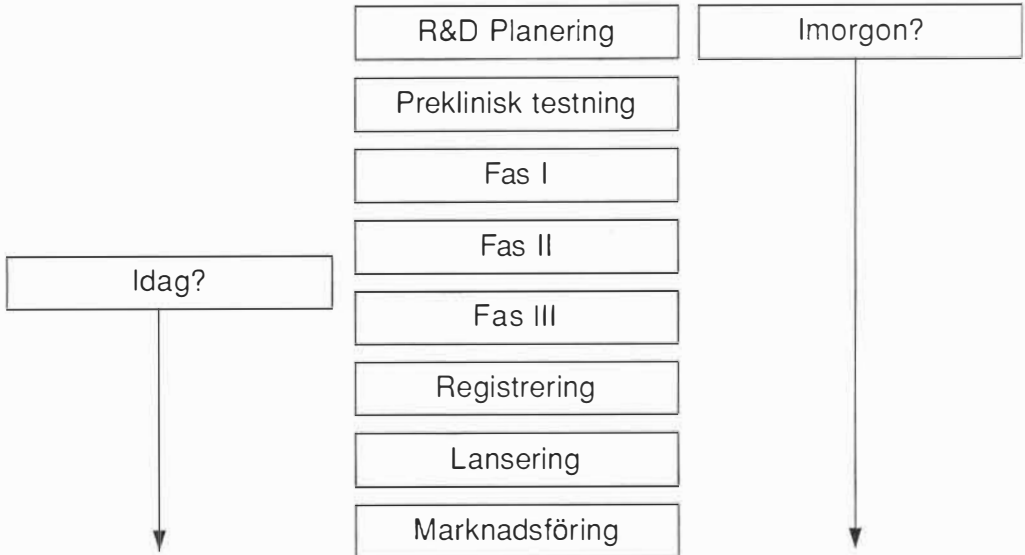 R&D Planering
Imorgon?
Preklinisk testning
Fas I
Fas II
Idag?
Fas III
Registrering
Lansering
Marknadsföring